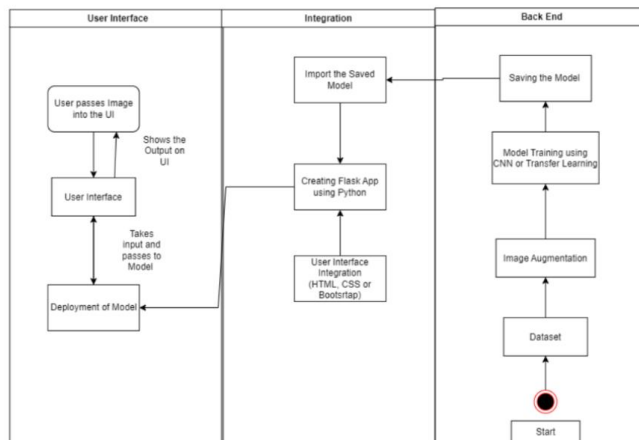 User Interface
Integration
Back End
User passes Image
into the UI
Shows the
Output on
UI
User Interface
Takes
input and
passes to
Model
Deployment of Model
Import the Saved
Model
Creating Flask App
using Python
User Interface
Integration
(HTML, CSS or
Bootsrtap)
Saving the Model
Model Training using
CNN or Transfer Learning
Image Augmentation
Dataset
Start